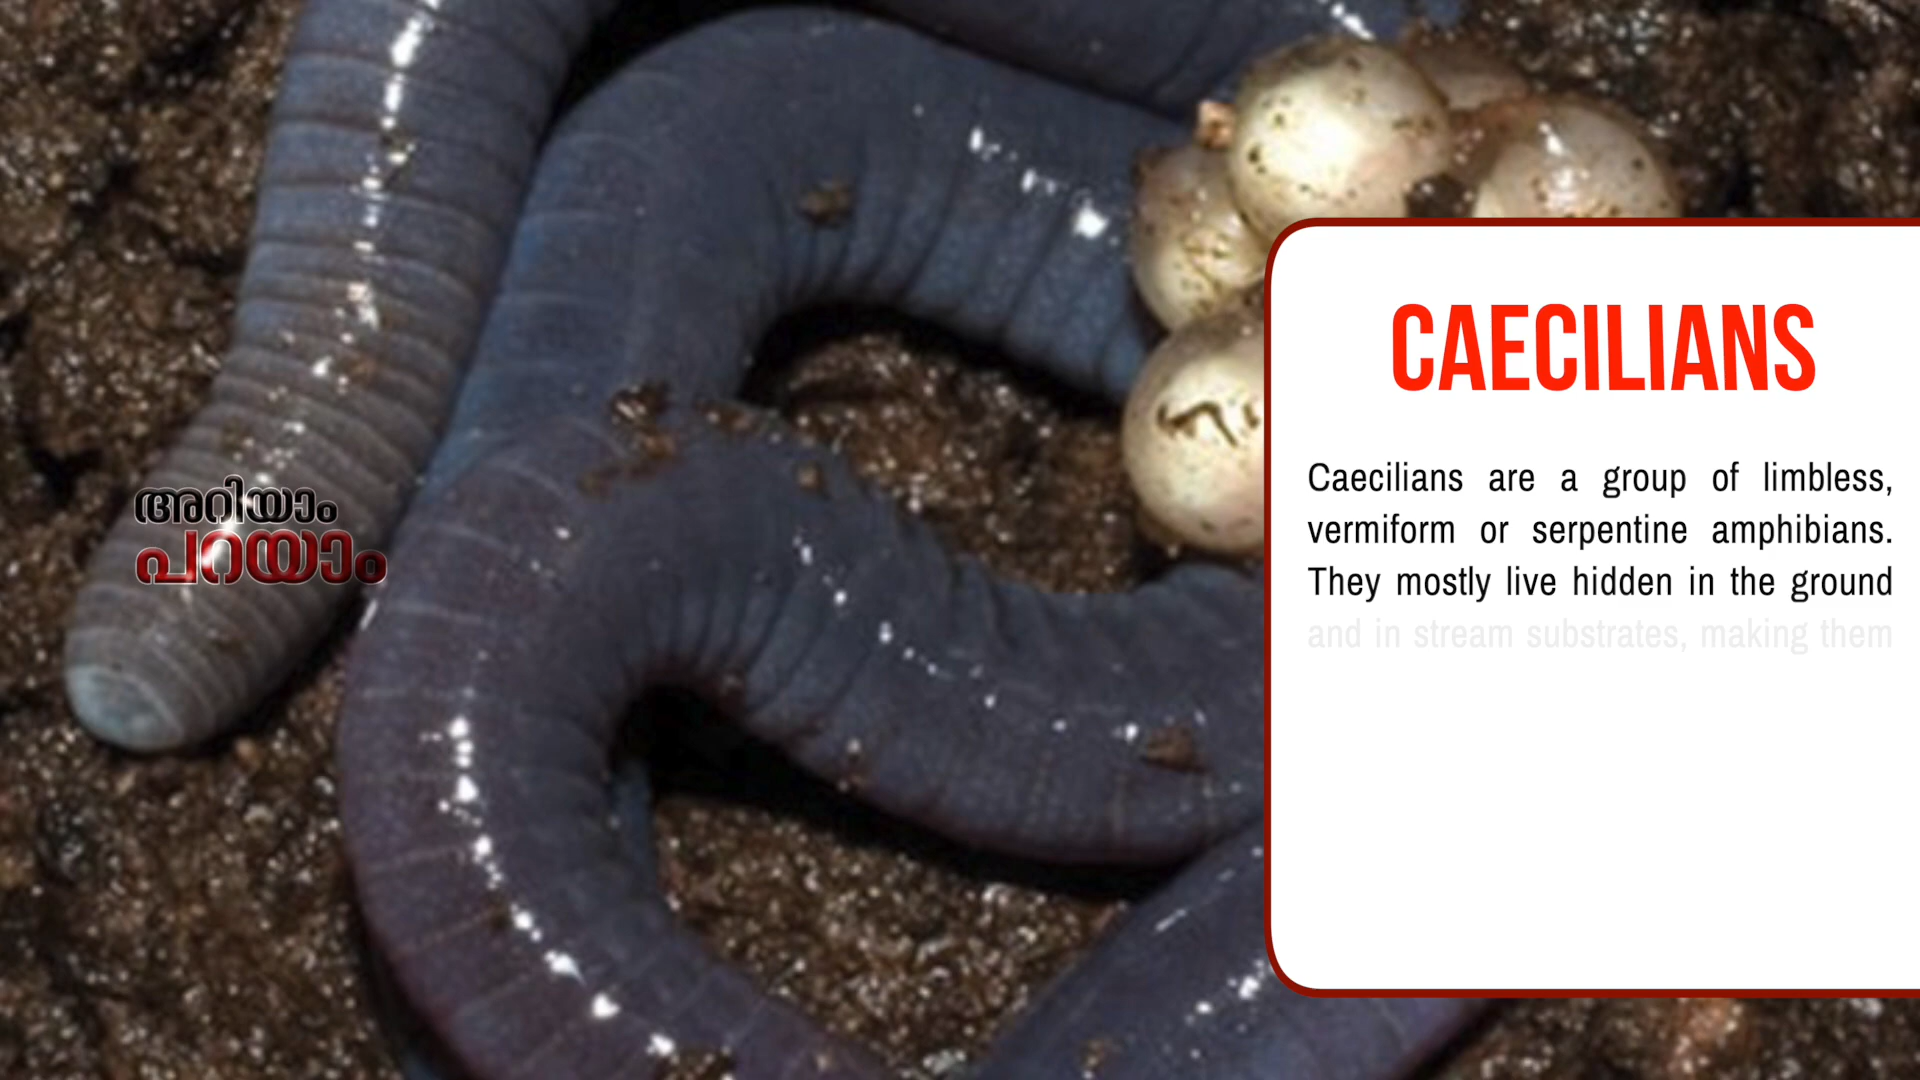 അറിയാം
പറയാം
CAECILIANS
Caecilians are a group of limbless,
vermiform or serpentine amphibians.
They mostly live hidden in the ground
and in stream substrates, making them